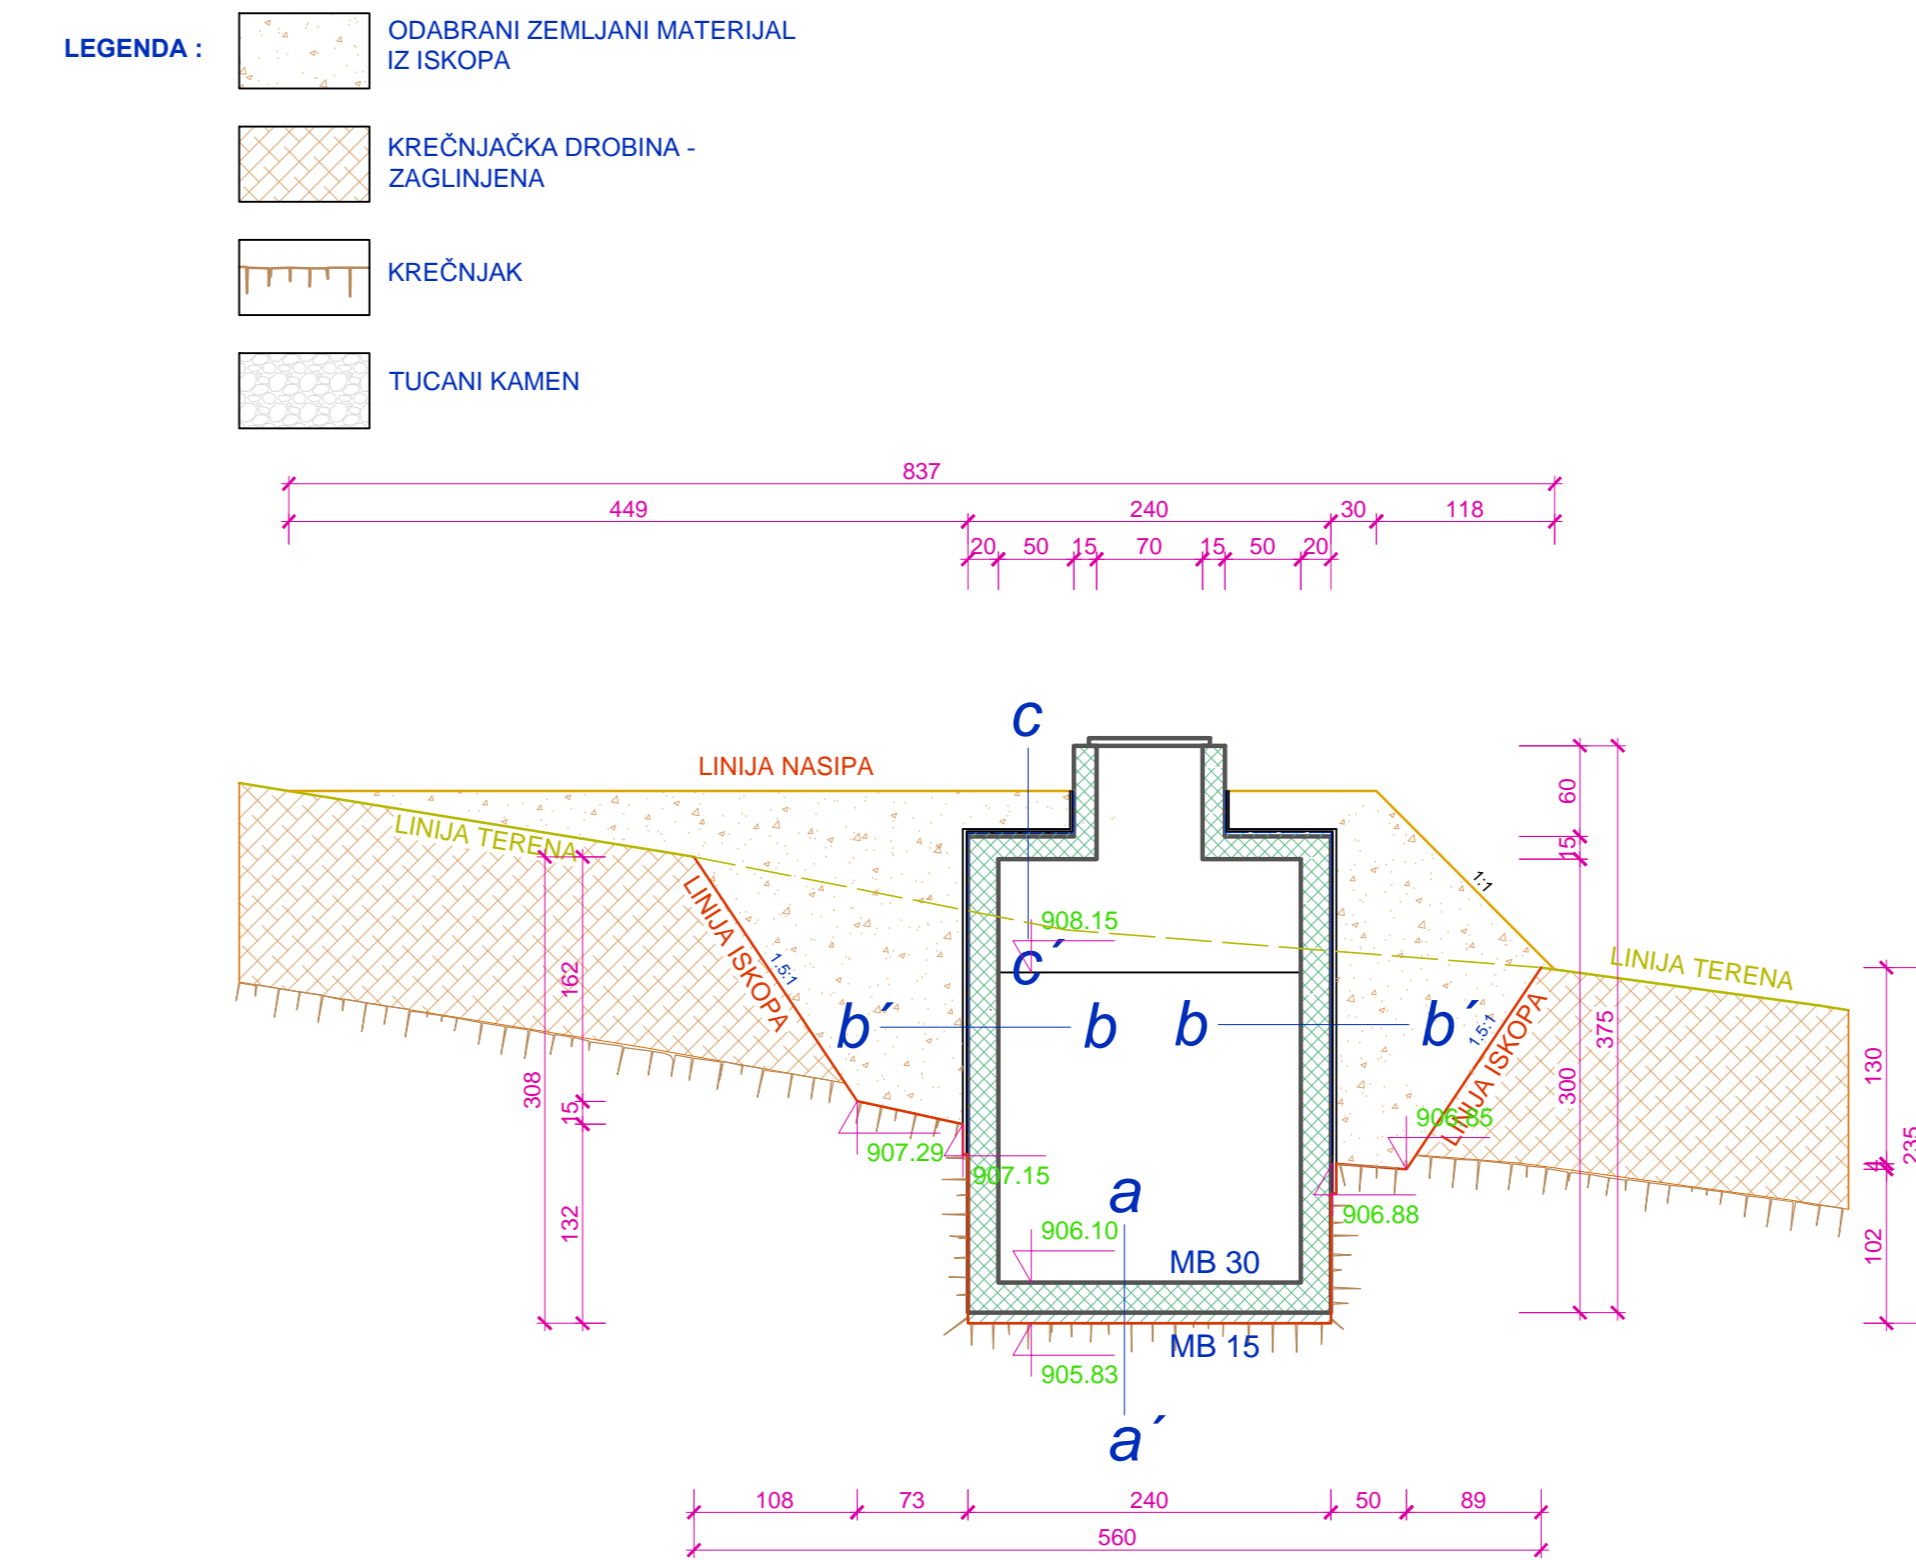 LEGENDA :
ODABRANI ZEMLJANI MATERIJAL
IZ ISKOPA
KREČNJAČKA DROBINA -
ZAGLINJENA
KREČNJAK
TUCANI KAMEN
837
449 240 30 118
20 50 15 70 15 50 20
c
LINIJA NASIPA
LINIJA TERENA
LINIJA ISKOPA
1.5:1
1:1
908.15
c´
b´ b b b´
LINIJA TERENA
LINIJA ISKOPA
1.5:1
60
15
300
375
162
15
132
308
130
4
102
235
907.29
907.15
906.85
906.88
a
906.10
MB 30
MB 15
905.83
a´
108 73 240 50 89
560